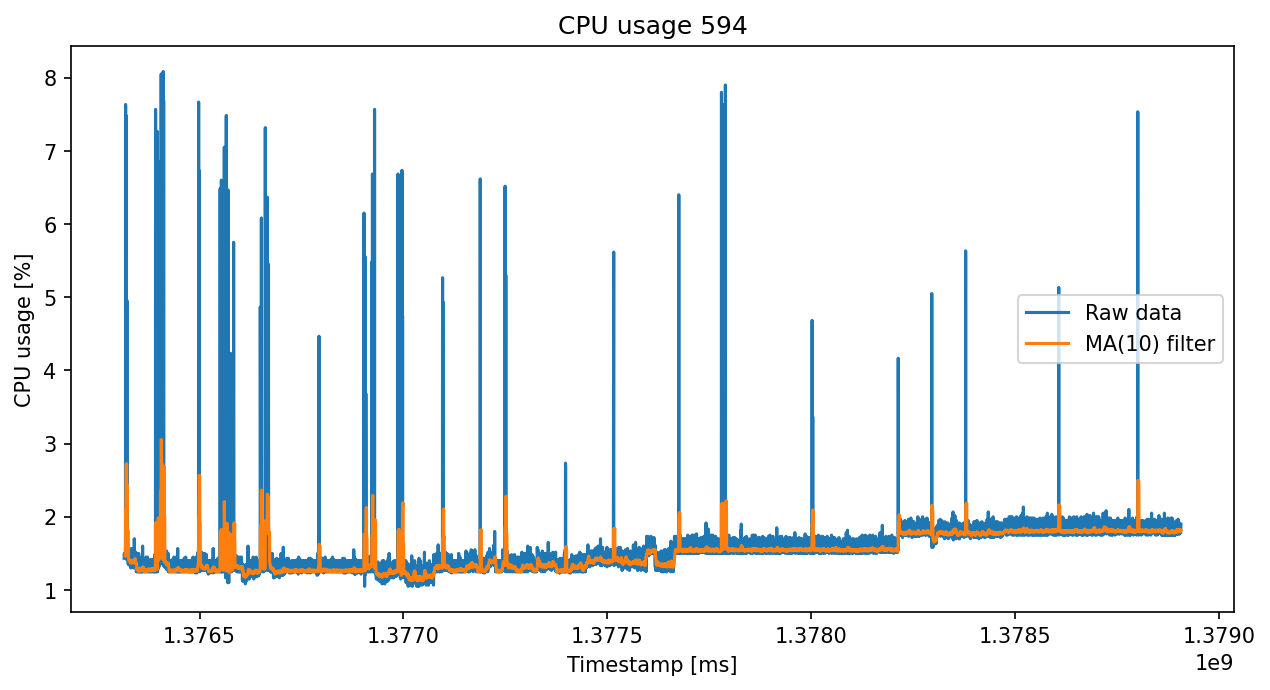 CPU usage 594
8
7
6
5
4
3
2
1
CPU usage [%]
Raw data
MA(10) filter
1.3765
1.3770
1.3775
1.3780
1.3785
1.3790
1e9
Timestamp [ms]